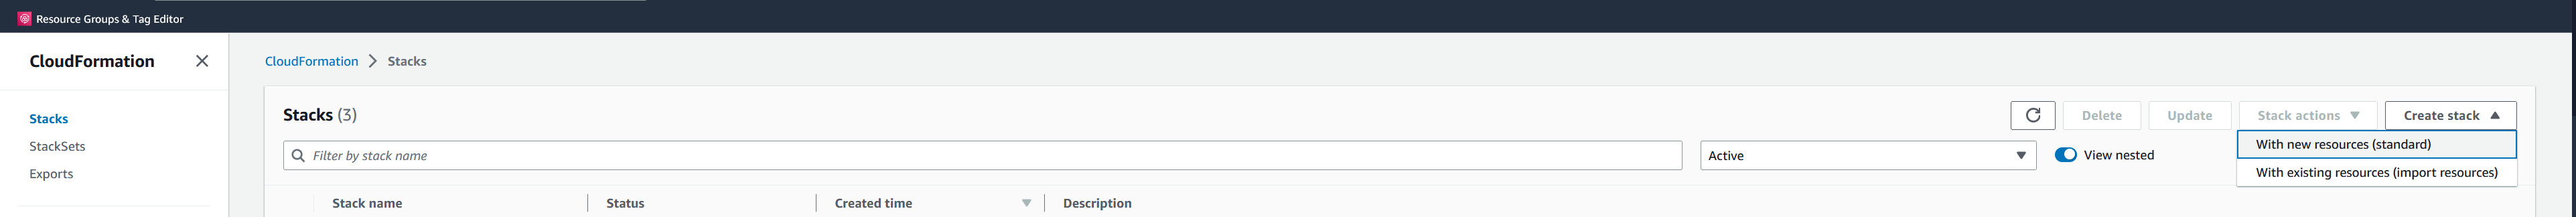 Resource Groups & Tag Editor
CloudFormation
CloudFormation > Stacks
Stacks
StackSets
Exports
Stacks (3)
Delete
Update
Stack actions
Create stack
With new resources (standard)
With existing resources (import resources)
Filter by stack name
Active
View nested
Stack name
Status
Created time
Description